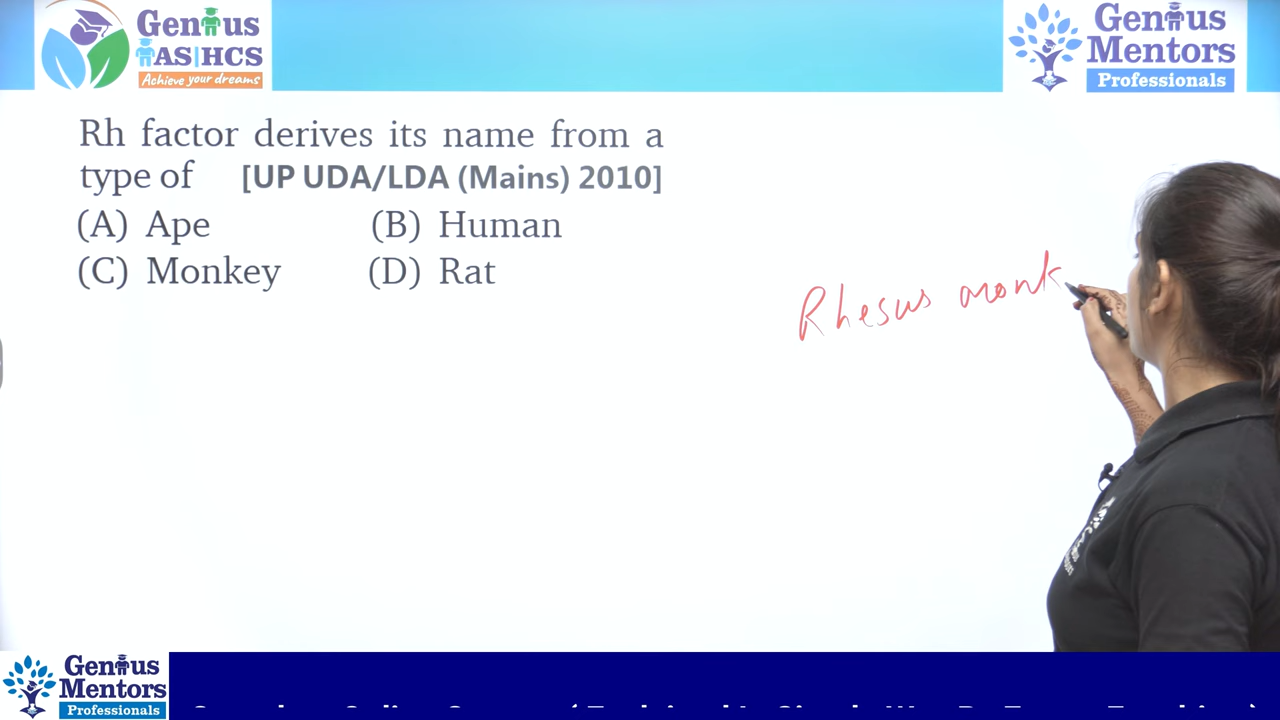 Genius
IAS|HCS
Achieve your dreams
Genius
Mentors
Professionals
Rh factor derives its name from a
type of [UP UDA/LDA (Mains) 2010]
(A) Ape (B) Human
(C) Monkey (D) Rat
Rhesus monk
Genius
Mentors
Professionals